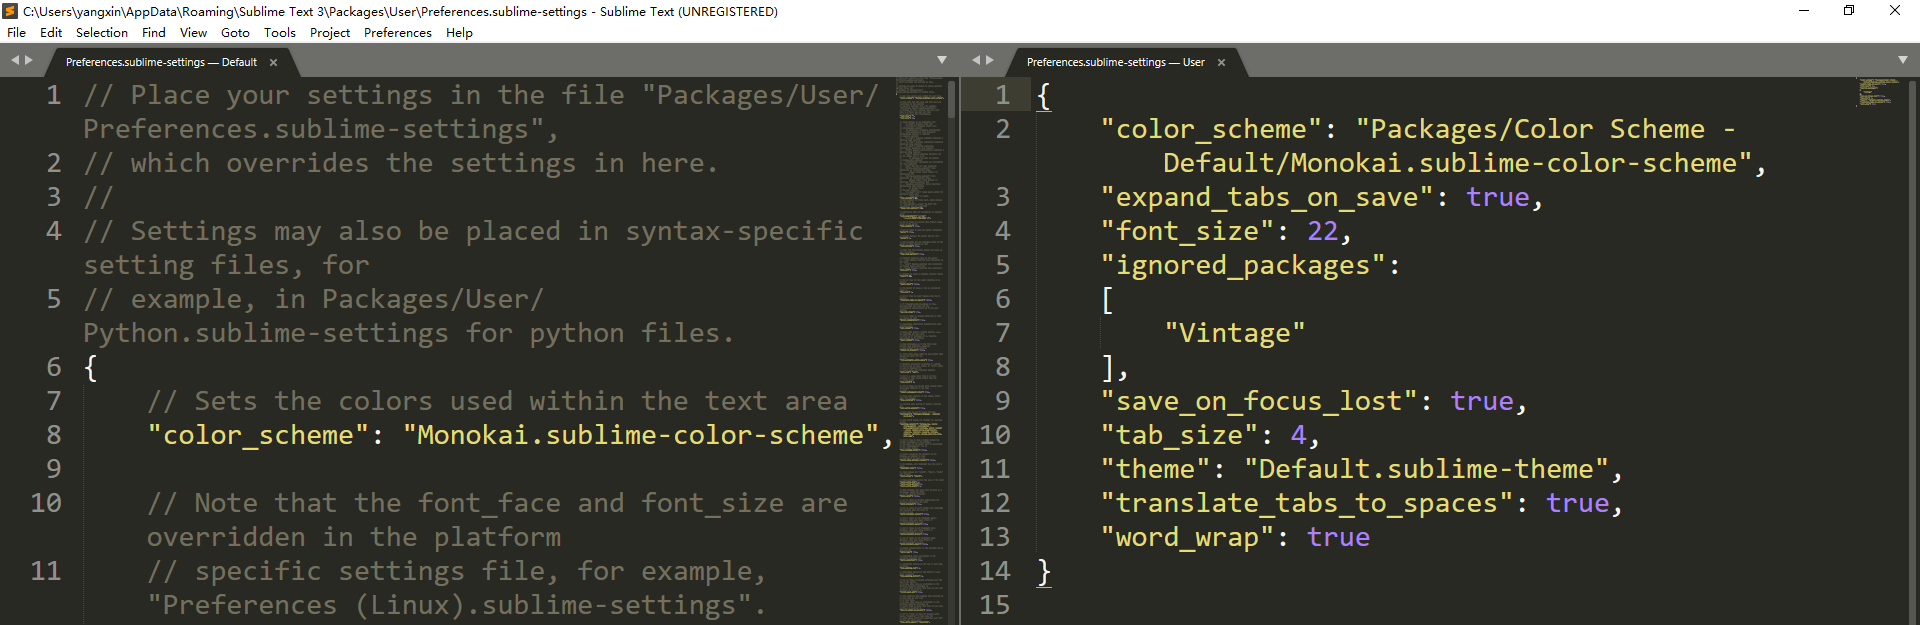 C:\Users\yangxin\AppData\Roaming\Sublime Text 3\Packages\User\Preferences.sublime-settings - Sublime Text (UNREGISTERED)
File Edit Selection Find View Goto Tools Project Preferences Help
Preferences.sublime-settings — Default
1 // Place your settings in the file "Packages/User/
Preferences.sublime-settings",
2 // which overrides the settings in here.
3 //
4 // Settings may also be placed in syntax-specific
setting files, for
5 // example, in Packages/User/
Python.sublime-settings for python files.
6 {
7 // Sets the colors used within the text area
8 "color_scheme": "Monokai.sublime-color-scheme",
9
10 // Note that the font_face and font_size are
overridden in the platform
11 // specific settings file, for example,
"Preferences (Linux).sublime-settings".
Preferences.sublime-settings — User
1 {
2 "color_scheme": "Packages/Color Scheme -
Default/Monokai.sublime-color-scheme",
3 "expand_tabs_on_save": true,
4 "font_size": 22,
5 "ignored_packages":
6 [
7 "Vintage"
8 ],
9 "save_on_focus_lost": true,
10 "tab_size": 4,
11 "theme": "Default.sublime-theme",
12 "translate_tabs_to_spaces": true,
13 "word_wrap": true
14 }
15